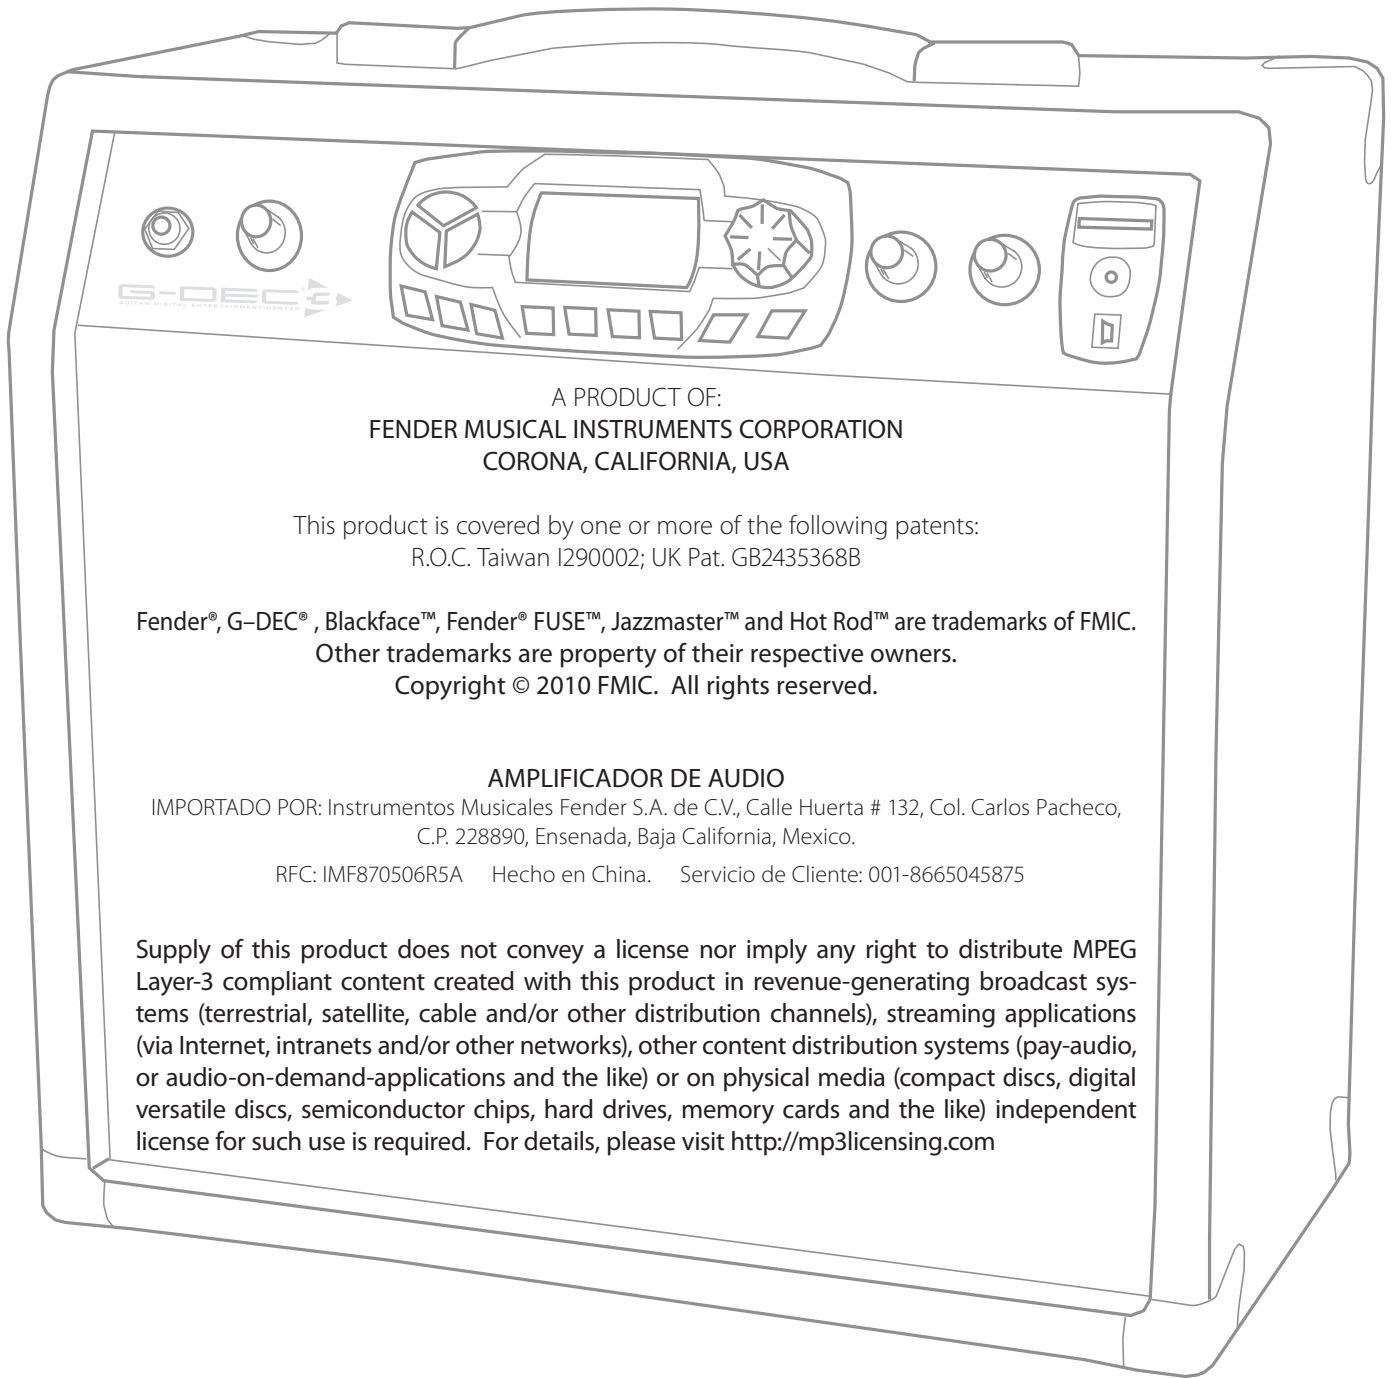 G-DEC® 3
GUITAR DIGITAL ENTERTAINMENT CENTER
A PRODUCT OF:
FENDER MUSICAL INSTRUMENTS CORPORATION
CORONA, CALIFORNIA, USA
This product is covered by one or more of the following patents:
R.O.C. Taiwan I290002; UK Pat. GB2435368B
Fender®, G–DEC® , Blackface™, Fender® FUSE™, Jazzmaster™ and Hot Rod™ are trademarks of FMIC.
Other trademarks are property of their respective owners.
Copyright © 2010 FMIC.  All rights reserved.
AMPLIFICADOR DE AUDIO
IMPORTADO POR: Instrumentos Musicales Fender S.A. de C.V., Calle Huerta # 132, Col. Carlos Pacheco,
C.P. 228890, Ensenada, Baja California, Mexico.
RFC: IMF870506R5A    Hecho en China.    Servicio de Cliente: 001-8665045875
Supply of this product does not convey a license nor imply any right to distribute MPEG
Layer-3 compliant content created with this product in revenue-generating broadcast sys-
tems (terrestrial, satellite, cable and/or other distribution channels), streaming applications
(via Internet, intranets and/or other networks), other content distribution systems (pay-audio,
or audio-on-demand-applications and the like) or on physical media (compact discs, digital
versatile discs, semiconductor chips, hard drives, memory cards and the like) independent
license for such use is required.  For details, please visit http://mp3licensing.com